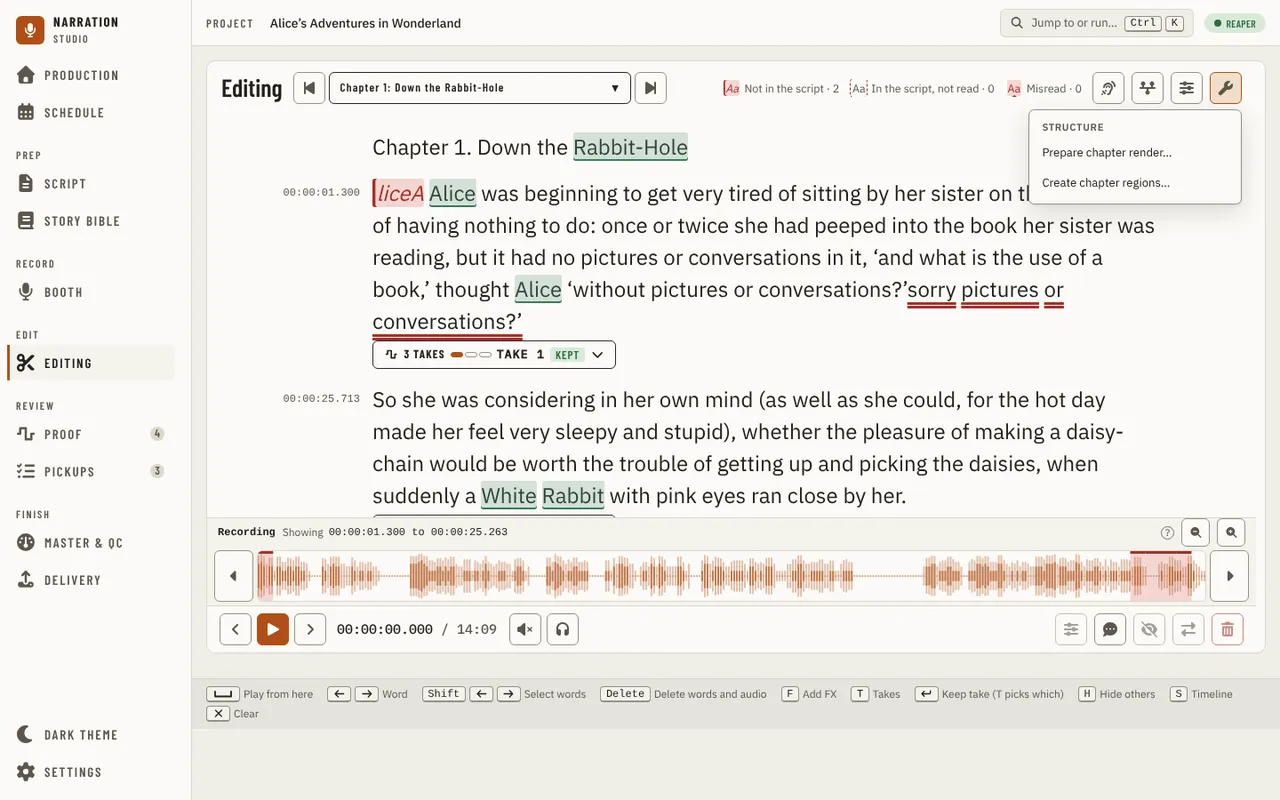 NARRATION
STUDIO
PRODUCTION
SCHEDULE
PREP
SCRIPT
STORY BIBLE
RECORD
BOOTH
EDIT
EDITING
REVIEW
PROOF 4
PICKUPS 3
FINISH
MASTER & QC
DELIVERY
DARK THEME
SETTINGS
PROJECT Alice's Adventures in Wonderland
Jump to or run... Ctrl K
REAPER
Editing
Chapter 1: Down the Rabbit-Hole
Aa Not in the script · 2 Aa In the script, not read · 0 Aa Misread · 0
STRUCTURE
Prepare chapter render...
Create chapter regions...
Chapter 1. Down the Rabbit-Hole
00:00:01.300 liceA Alice was beginning to get very tired of sitting by her sister on th
of having nothing to do: once or twice she had peeped into the book her sister was
reading, but it had no pictures or conversations in it, ‘and what is the use of a
book,’ thought Alice ‘without pictures or conversations?’sorry pictures or
conversations?’
3 TAKES TAKE 1 KEPT
00:00:25.713 So she was considering in her own mind (as well as she could, for the hot day
made her feel very sleepy and stupid), whether the pleasure of making a daisy-
chain would be worth the trouble of getting up and picking the daisies, when
suddenly a White Rabbit with pink eyes ran close by her.
Recording Showing 00:00:01.300 to 00:00:25.263 ?
00:00:00.000 / 14:09
Play from here ← → Word Shift ← → Select words Delete Delete words and audio F Add FX T Takes ↵ Keep take (T picks which) H Hide others S Timeline
X Clear